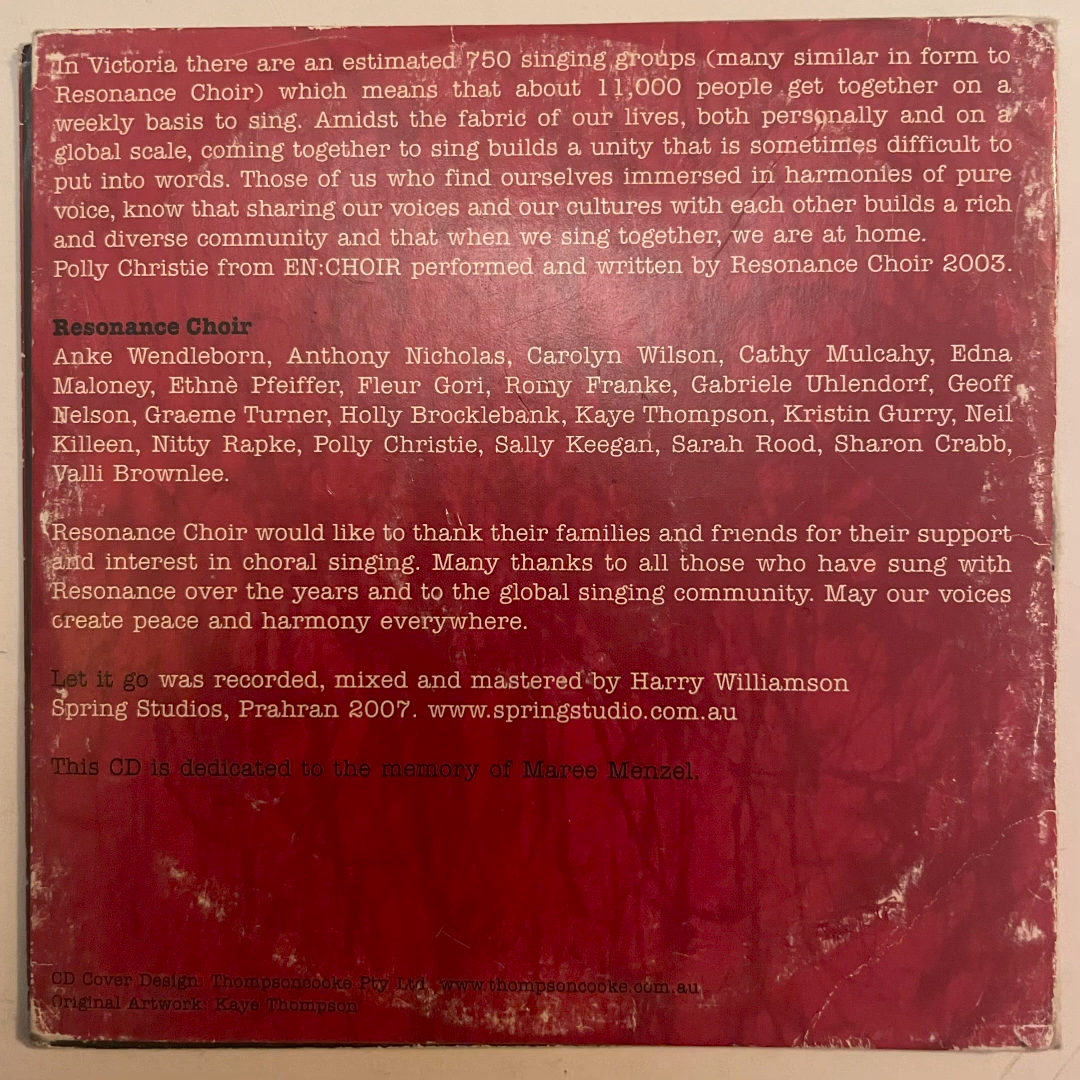 In Victoria there are an estimated 750 singing groups (many similar in form to
Resonance Choir) which means that about 11,000 people get together on a
weekly basis to sing. Amidst the fabric of our lives, both personally and on a
global scale, coming together to sing builds a unity that is sometimes difficult to
put into words. Those of us who find ourselves immersed in harmonies of pure
voice, know that sharing our voices and our cultures with each other builds a rich
and diverse community and that when we sing together, we are at home.
Polly Christie from EN:CHOIR performed and written by Resonance Choir 2003.
Resonance Choir
Anke Wendleborn, Anthony Nicholas, Carolyn Wilson, Cathy Mulcahy, Edna
Maloney, Ethnè Pfeiffer, Fleur Gori, Romy Franke, Gabriele Uhlendorf, Geoff
Nelson, Graeme Turner, Holly Brocklebank, Kaye Thompson, Kristin Gurry, Neil
Killeen, Nitty Rapke, Polly Christie, Sally Keegan, Sarah Rood, Sharon Crabb,
Valli Brownlee.
Resonance Choir would like to thank their families and friends for their support
and interest in choral singing. Many thanks to all those who have sung with
Resonance over the years and to the global singing community. May our voices
create peace and harmony everywhere.
Let it go was recorded, mixed and mastered by Harry Williamson
Spring Studios, Prahran 2007. www.springstudio.com.au
This CD is dedicated to the memory of Maree Menzel.
CD Cover Design: Thompsoncooke Pty Ltd www.thompsoncooke.com.au
Original Artwork: Kaye Thompson